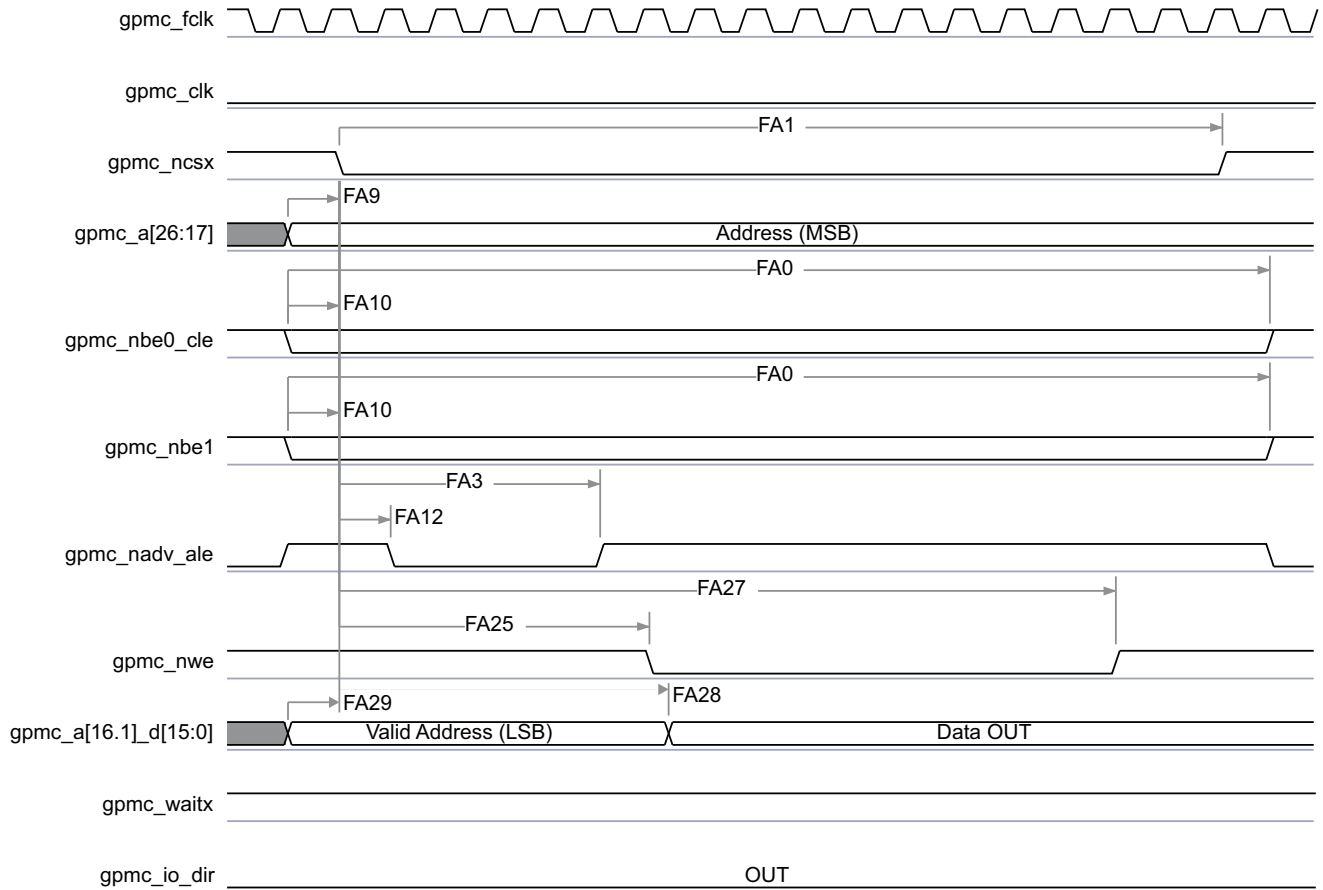 gpmc_fclk
gpmc_clk
FA1
gpmc_ncsx
FA9
gpmc_a[26:17]
Address (MSB)
FA0
FA10
gpmc_nbe0_cle
FA0
FA10
gpmc_nbe1
FA3
FA12
gpmc_nadv_ale
FA27
FA25
gpmc_nwe
FA29
FA28
gpmc_a[16.1]_d[15:0]
Valid Address (LSB)
Data OUT
gpmc_waitx
gpmc_io_dir
OUT